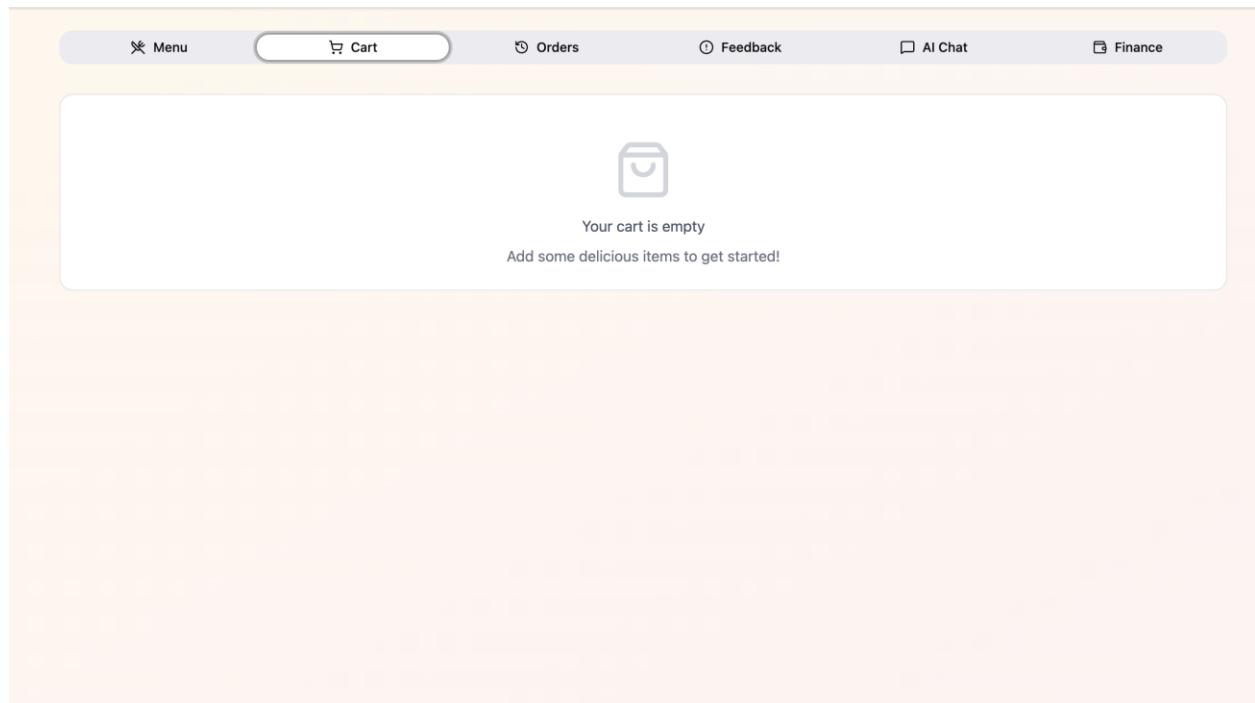 Menu Cart Orders Feedback AI Chat Finance
Your cart is empty
Add some delicious items to get started!